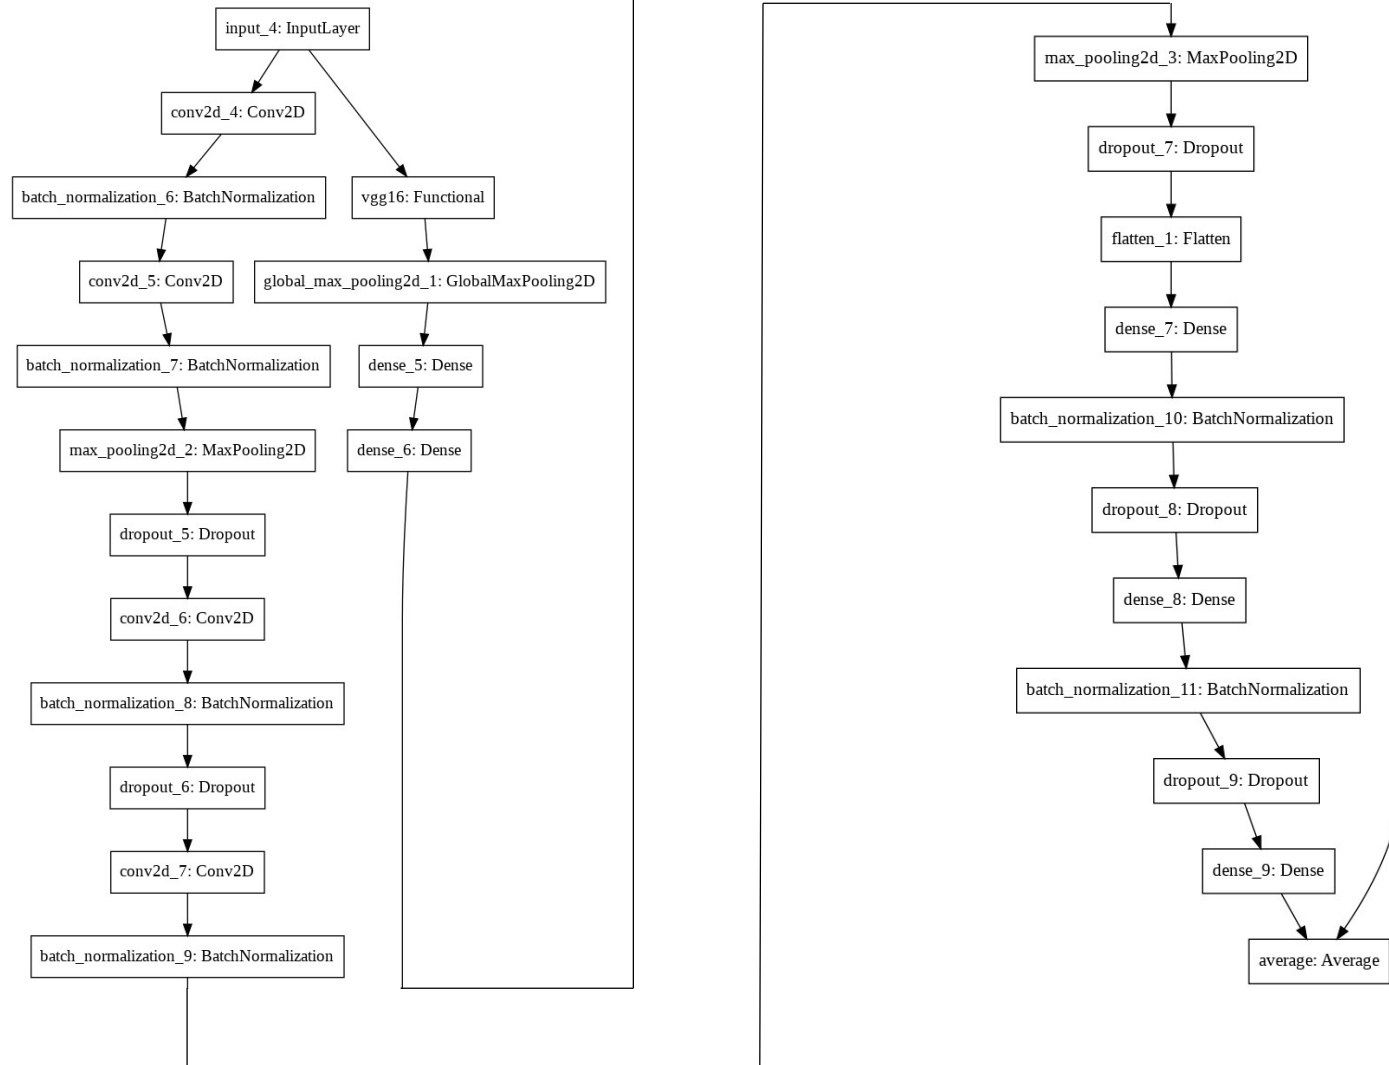 input_4: InputLayer
conv2d_4: Conv2D
batch_normalization_6: BatchNormalization
vgg16: Functional
conv2d_5: Conv2D
global_max_pooling2d_1: GlobalMaxPooling2D
batch_normalization_7: BatchNormalization
dense_5: Dense
max_pooling2d_2: MaxPooling2D
dense_6: Dense
dropout_5: Dropout
conv2d_6: Conv2D
batch_normalization_8: BatchNormalization
dropout_6: Dropout
conv2d_7: Conv2D
batch_normalization_9: BatchNormalization
max_pooling2d_3: MaxPooling2D
dropout_7: Dropout
flatten_1: Flatten
dense_7: Dense
batch_normalization_10: BatchNormalization
dropout_8: Dropout
dense_8: Dense
batch_normalization_11: BatchNormalization
dropout_9: Dropout
dense_9: Dense
average: Average